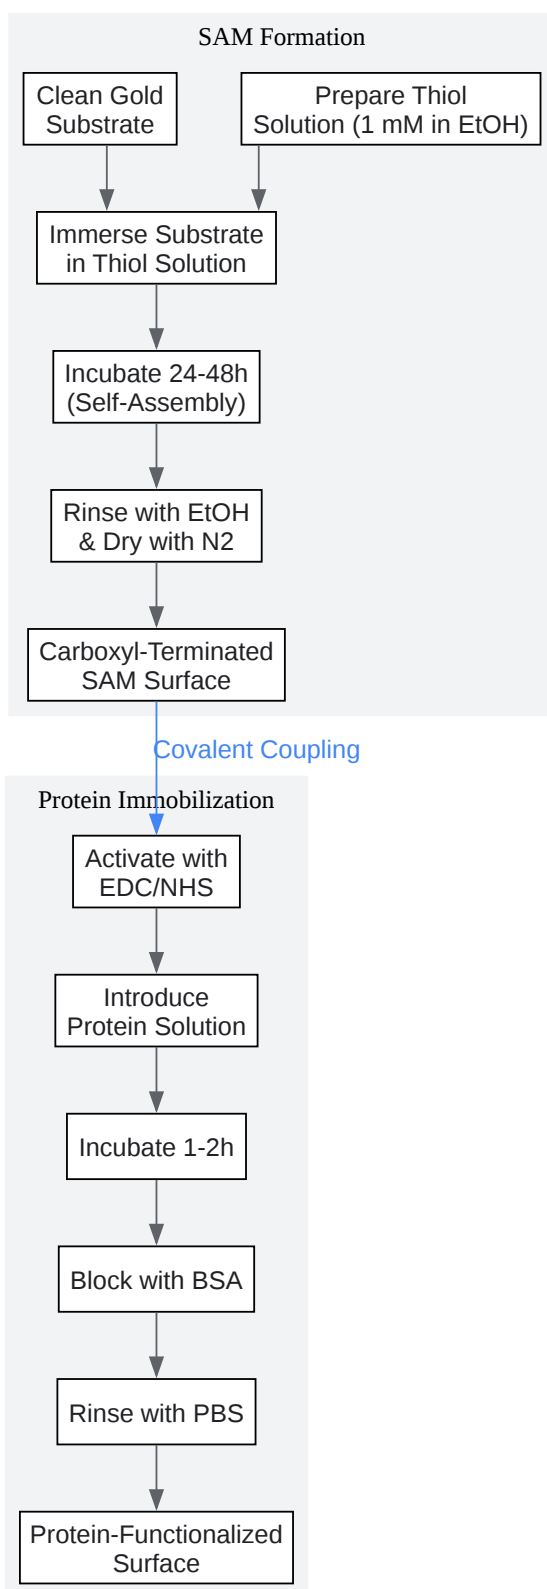 SAM Formation
Clean Gold
Substrate
Prepare Thiol
Solution (1 mM in EtOH)
Immerse Substrate
in Thiol Solution
Incubate 24-48h
(Self-Assembly)
Rinse with EtOH
& Dry with N2
Carboxyl-Terminated
SAM Surface
Covalent Coupling
Protein Immobilization
Activate with
EDC/NHS
Introduce
Protein Solution
Incubate 1-2h
Block with BSA
Rinse with PBS
Protein-Functionalized
Surface